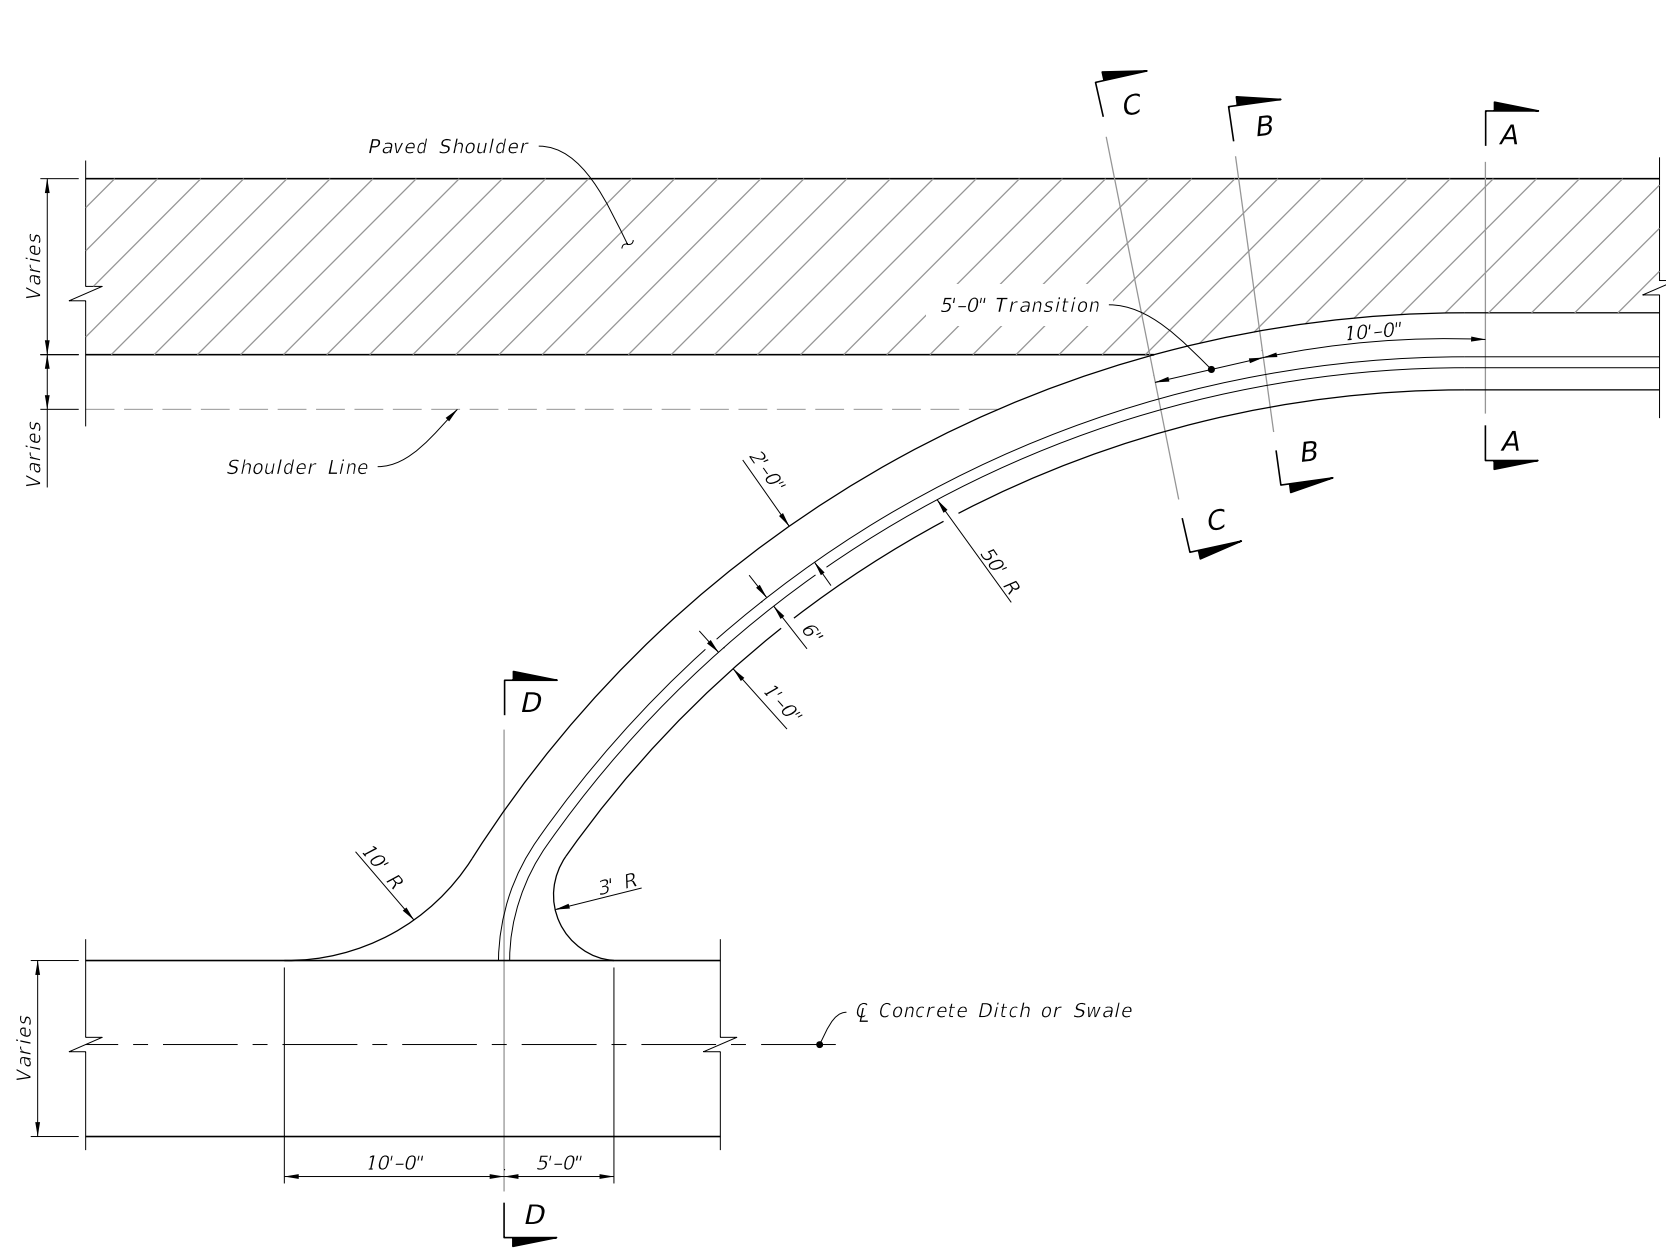 C
B
A
Paved Shoulder
Varies
5'-0" Transition
10'-0"
Varies
Shoulder Line
A
B
C
2'-0"
50' R
6"
1'-0"
D
10' R
3' R
℄ Concrete Ditch or Swale
Varies
10'-0"
5'-0"
D